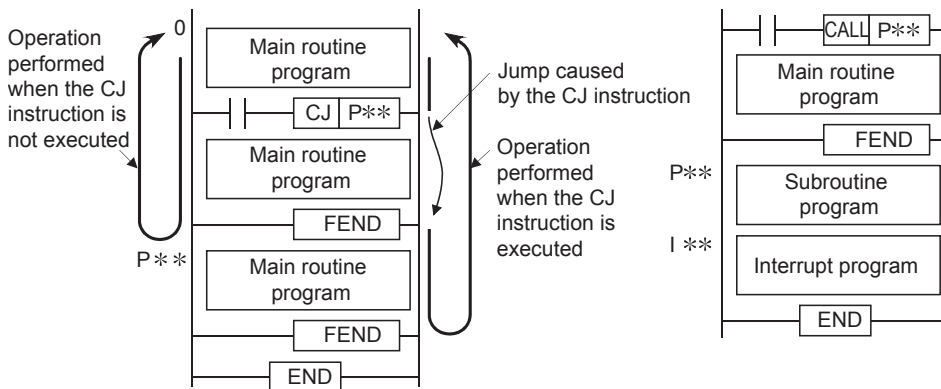 Operation
performed
when the CJ
instruction is
not executed
0
Main routine
program
CJ P**
Main routine
program
FEND
P**
Main routine
program
FEND
END
Jump caused
by the CJ instruction
Operation
performed
when the CJ
instruction is
executed
CALL P**
Main routine
program
FEND
P**
Subroutine
program
I **
Interrupt program
END